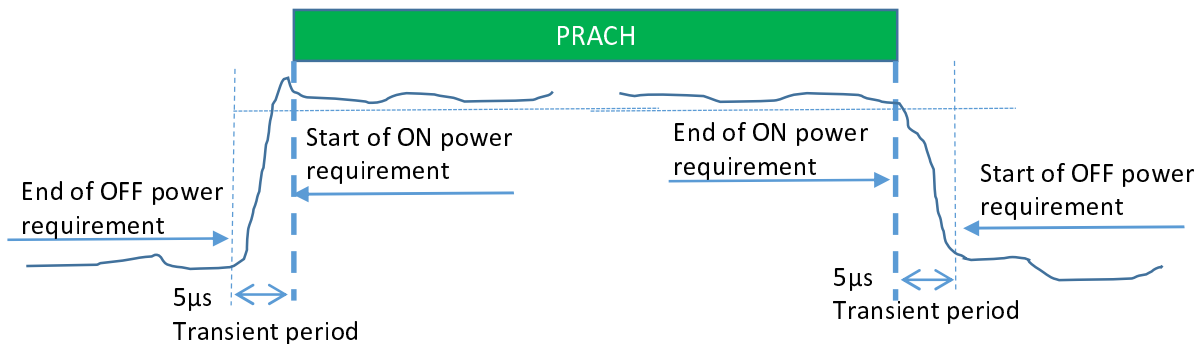 PRACH
Start of ON power
requirement
End of ON power
requirement
End of OFF power
requirement
Start of OFF power
requirement
5µs
Transient period
5µs
Transient period